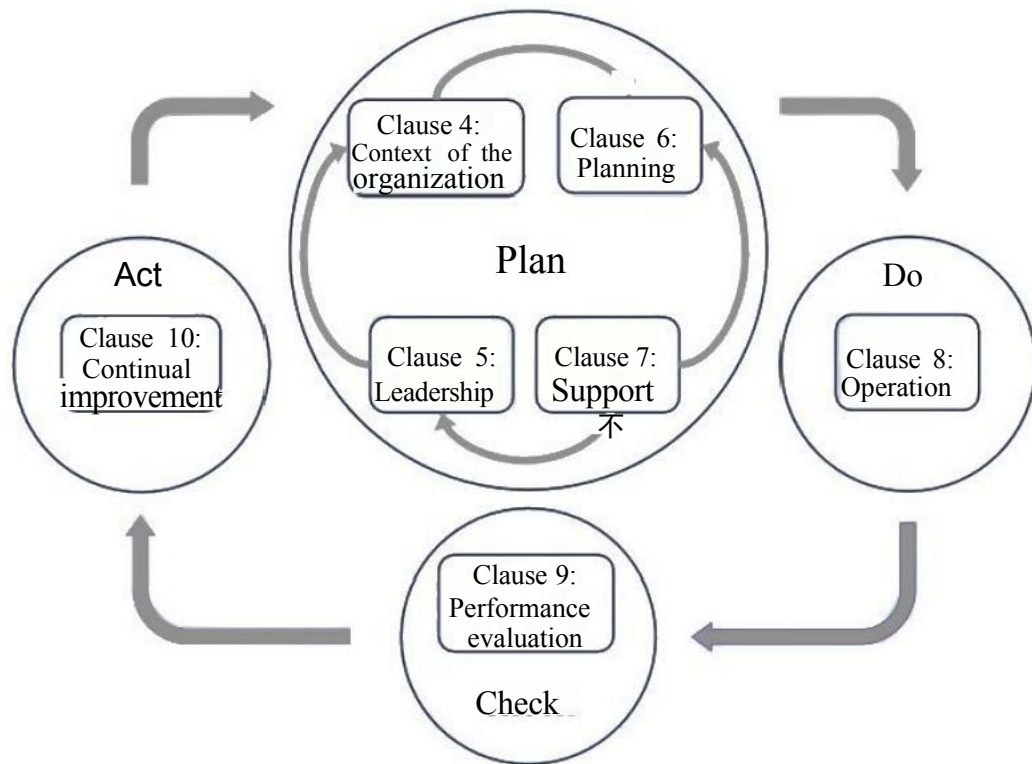 Clause 4:
Context of the
organization
Clause 6:
Planning
Plan
Clause 5:
Leadership
Clause 7:
Support
不
Act
Clause 10:
Continual
improvement
Do
Clause 8:
Operation
Clause 9:
Performance
evaluation
Check